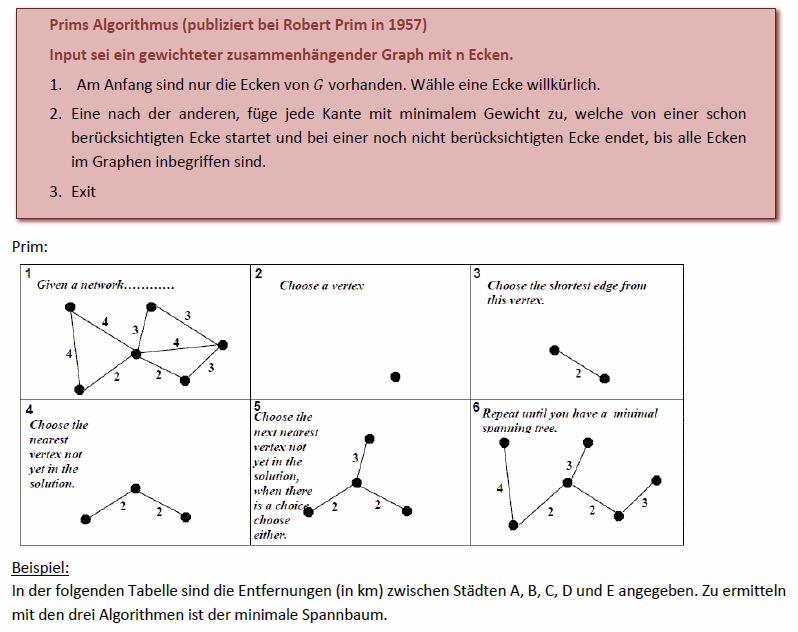 Prims Algorithmus (publiziert bei Robert Prim in 1957)
Input sei ein gewichteter zusammenhängender Graph mit n Ecken.
1. Am Anfang sind nur die Ecken von G vorhanden. Wähle eine Ecke willkürlich.
2. Eine nach der anderen, füge jede Kante mit minimalem Gewicht zu, welche von einer schon
berücksichtigten Ecke startet und bei einer noch nicht berücksichtigten Ecke endet, bis alle Ecken
im Graphen inbegriffen sind.
3. Exit
Prim:
1
Given a network............
4
3
3
4
4
2
2
3
2
Choose a vertex
3
Choose the shortest edge from
this vertex.
2
4
Choose the
nearest
vertex not
yet in the
solution.
2
2
5
Choose the
next nearest
vertex not
yet in the
solution,
when there
is a choice
choose
either.
3
2
2
6
Repeat until you have a minimal
spanning tree.
4
3
2
2
3
Beispiel:
In der folgenden Tabelle sind die Entfernungen (in km) zwischen Städten A, B, C, D und E angegeben. Zu ermitteln
mit den drei Algorithmen ist der minimale Spannbaum.